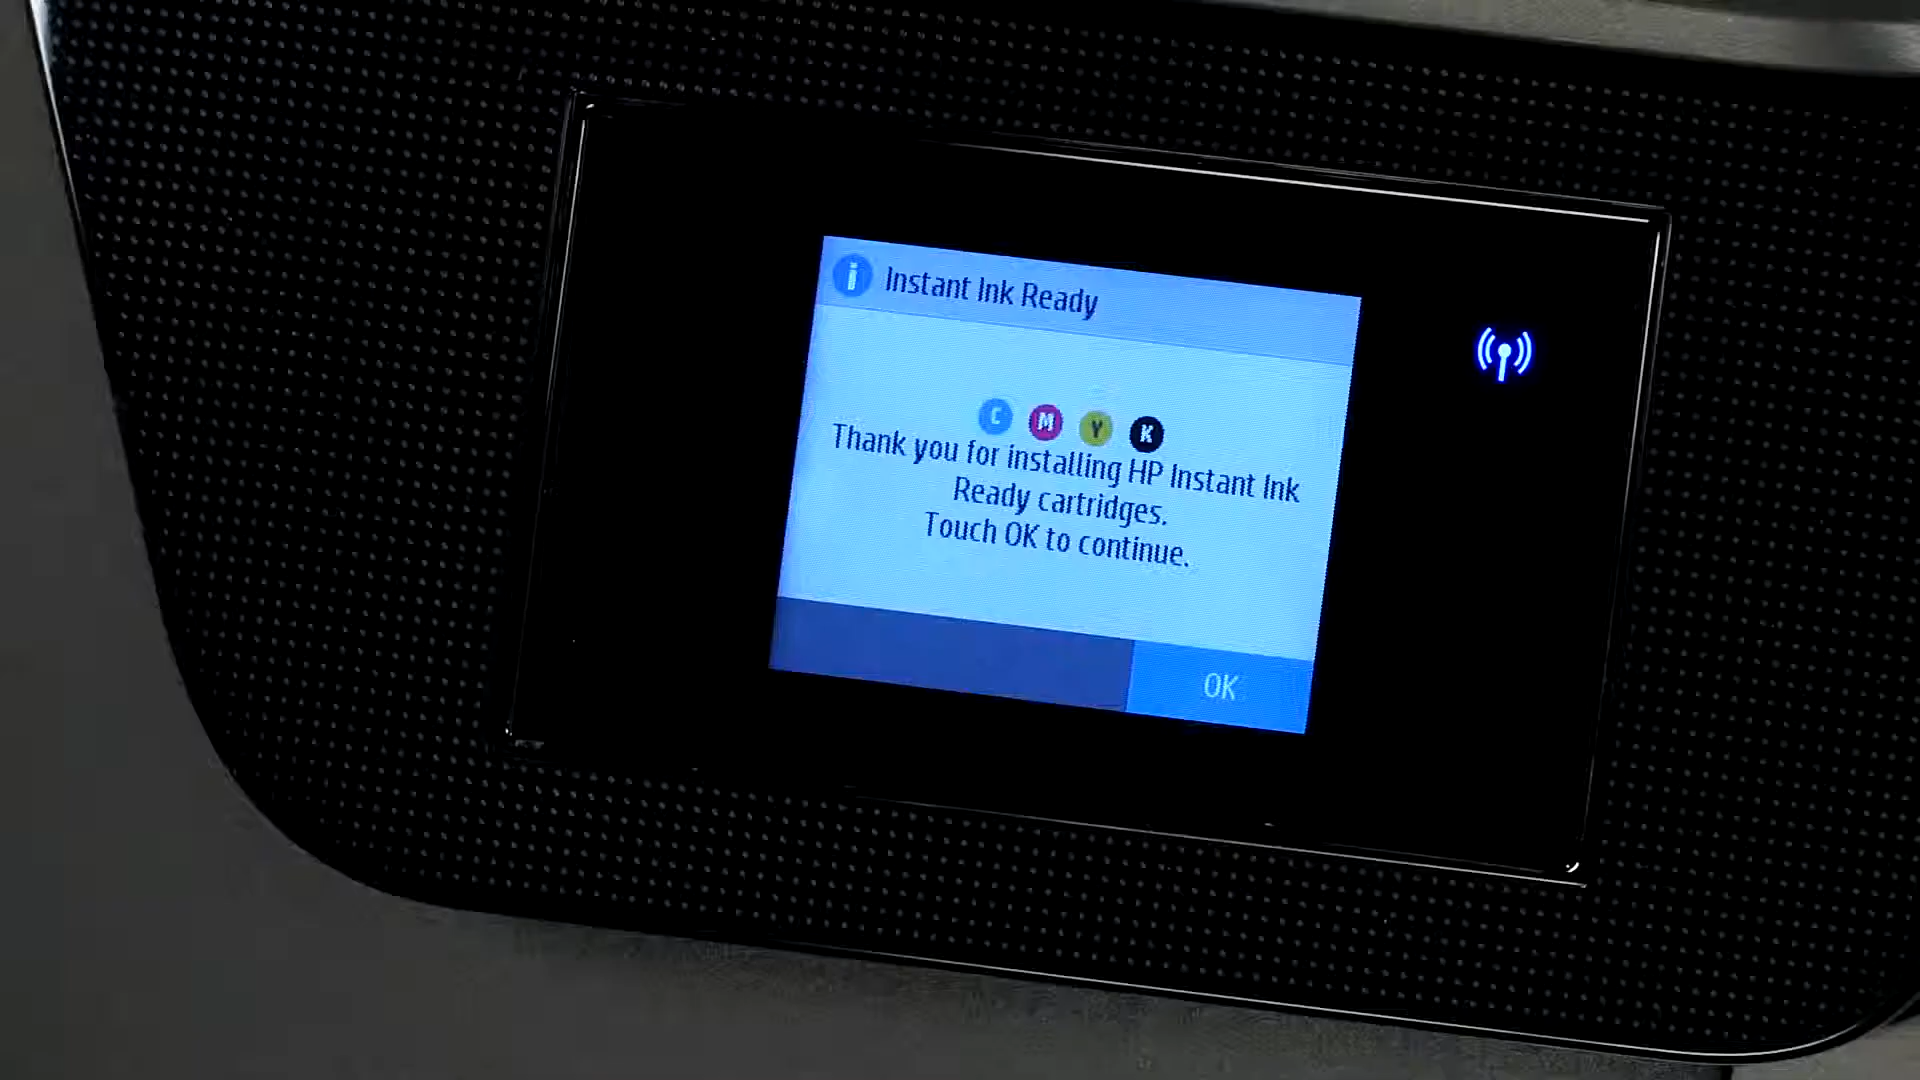 i Instant Ink Ready
C M Y K
Thank you for installing HP Instant Ink
Ready cartridges.
Touch OK to continue.
OK